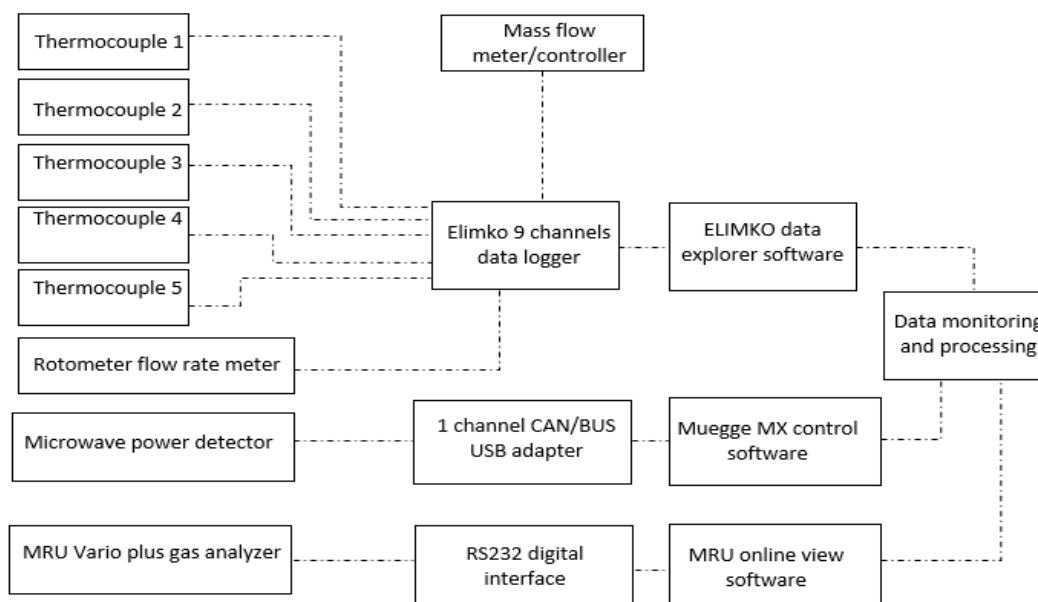 Thermocouple 1
Mass flow
meter/controller
Thermocouple 2
Thermocouple 3
Thermocouple 4
Thermocouple 5
Elimko 9 channels
data logger
ELIMKO data
explorer software
Data monitoring
and processing
Rotometer flow rate meter
Microwave power detector
1 channel CAN/BUS
USB adapter
Muegge MX control
software
MRU Vario plus gas analyzer
RS232 digital
interface
MRU online view
software